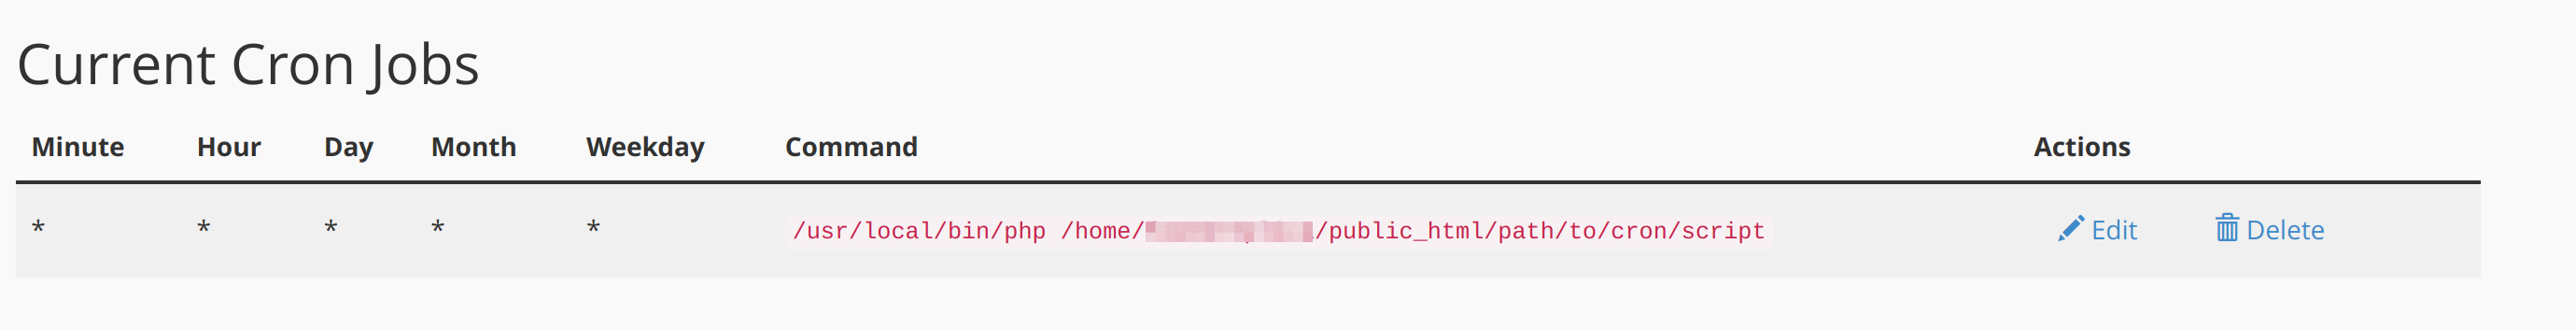 Current Cron Jobs
Minute Hour Day Month Weekday Command Actions
* * * * * /usr/local/bin/php /home/ /public_html/path/to/cron/script Edit Delete